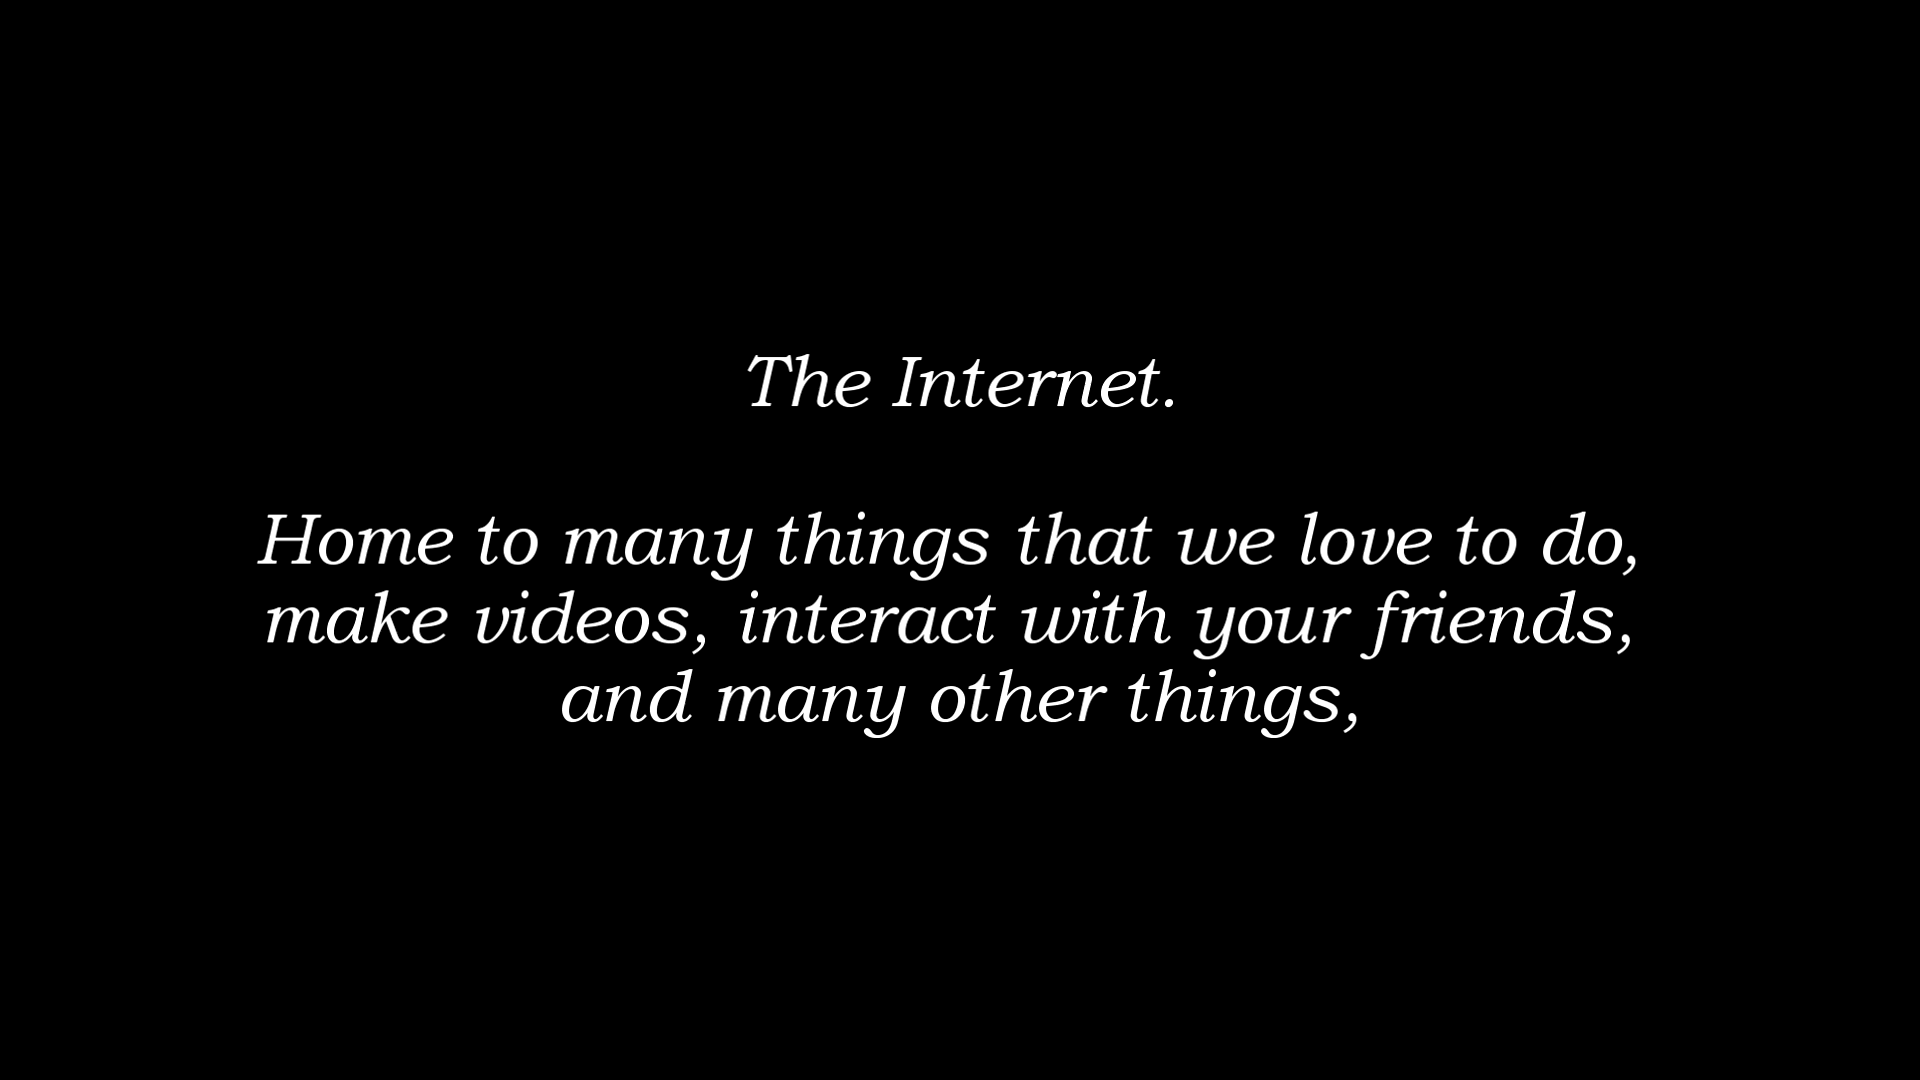 The Internet.
Home to many things that we love to do,
make videos, interact with your friends,
and many other things,